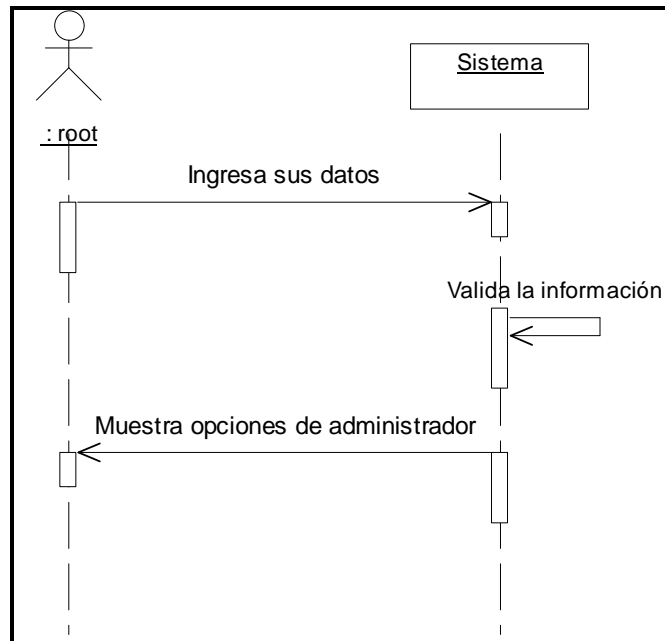 Sistema
: root
Ingresa sus datos
Valida la información
Muestra opciones de administrador